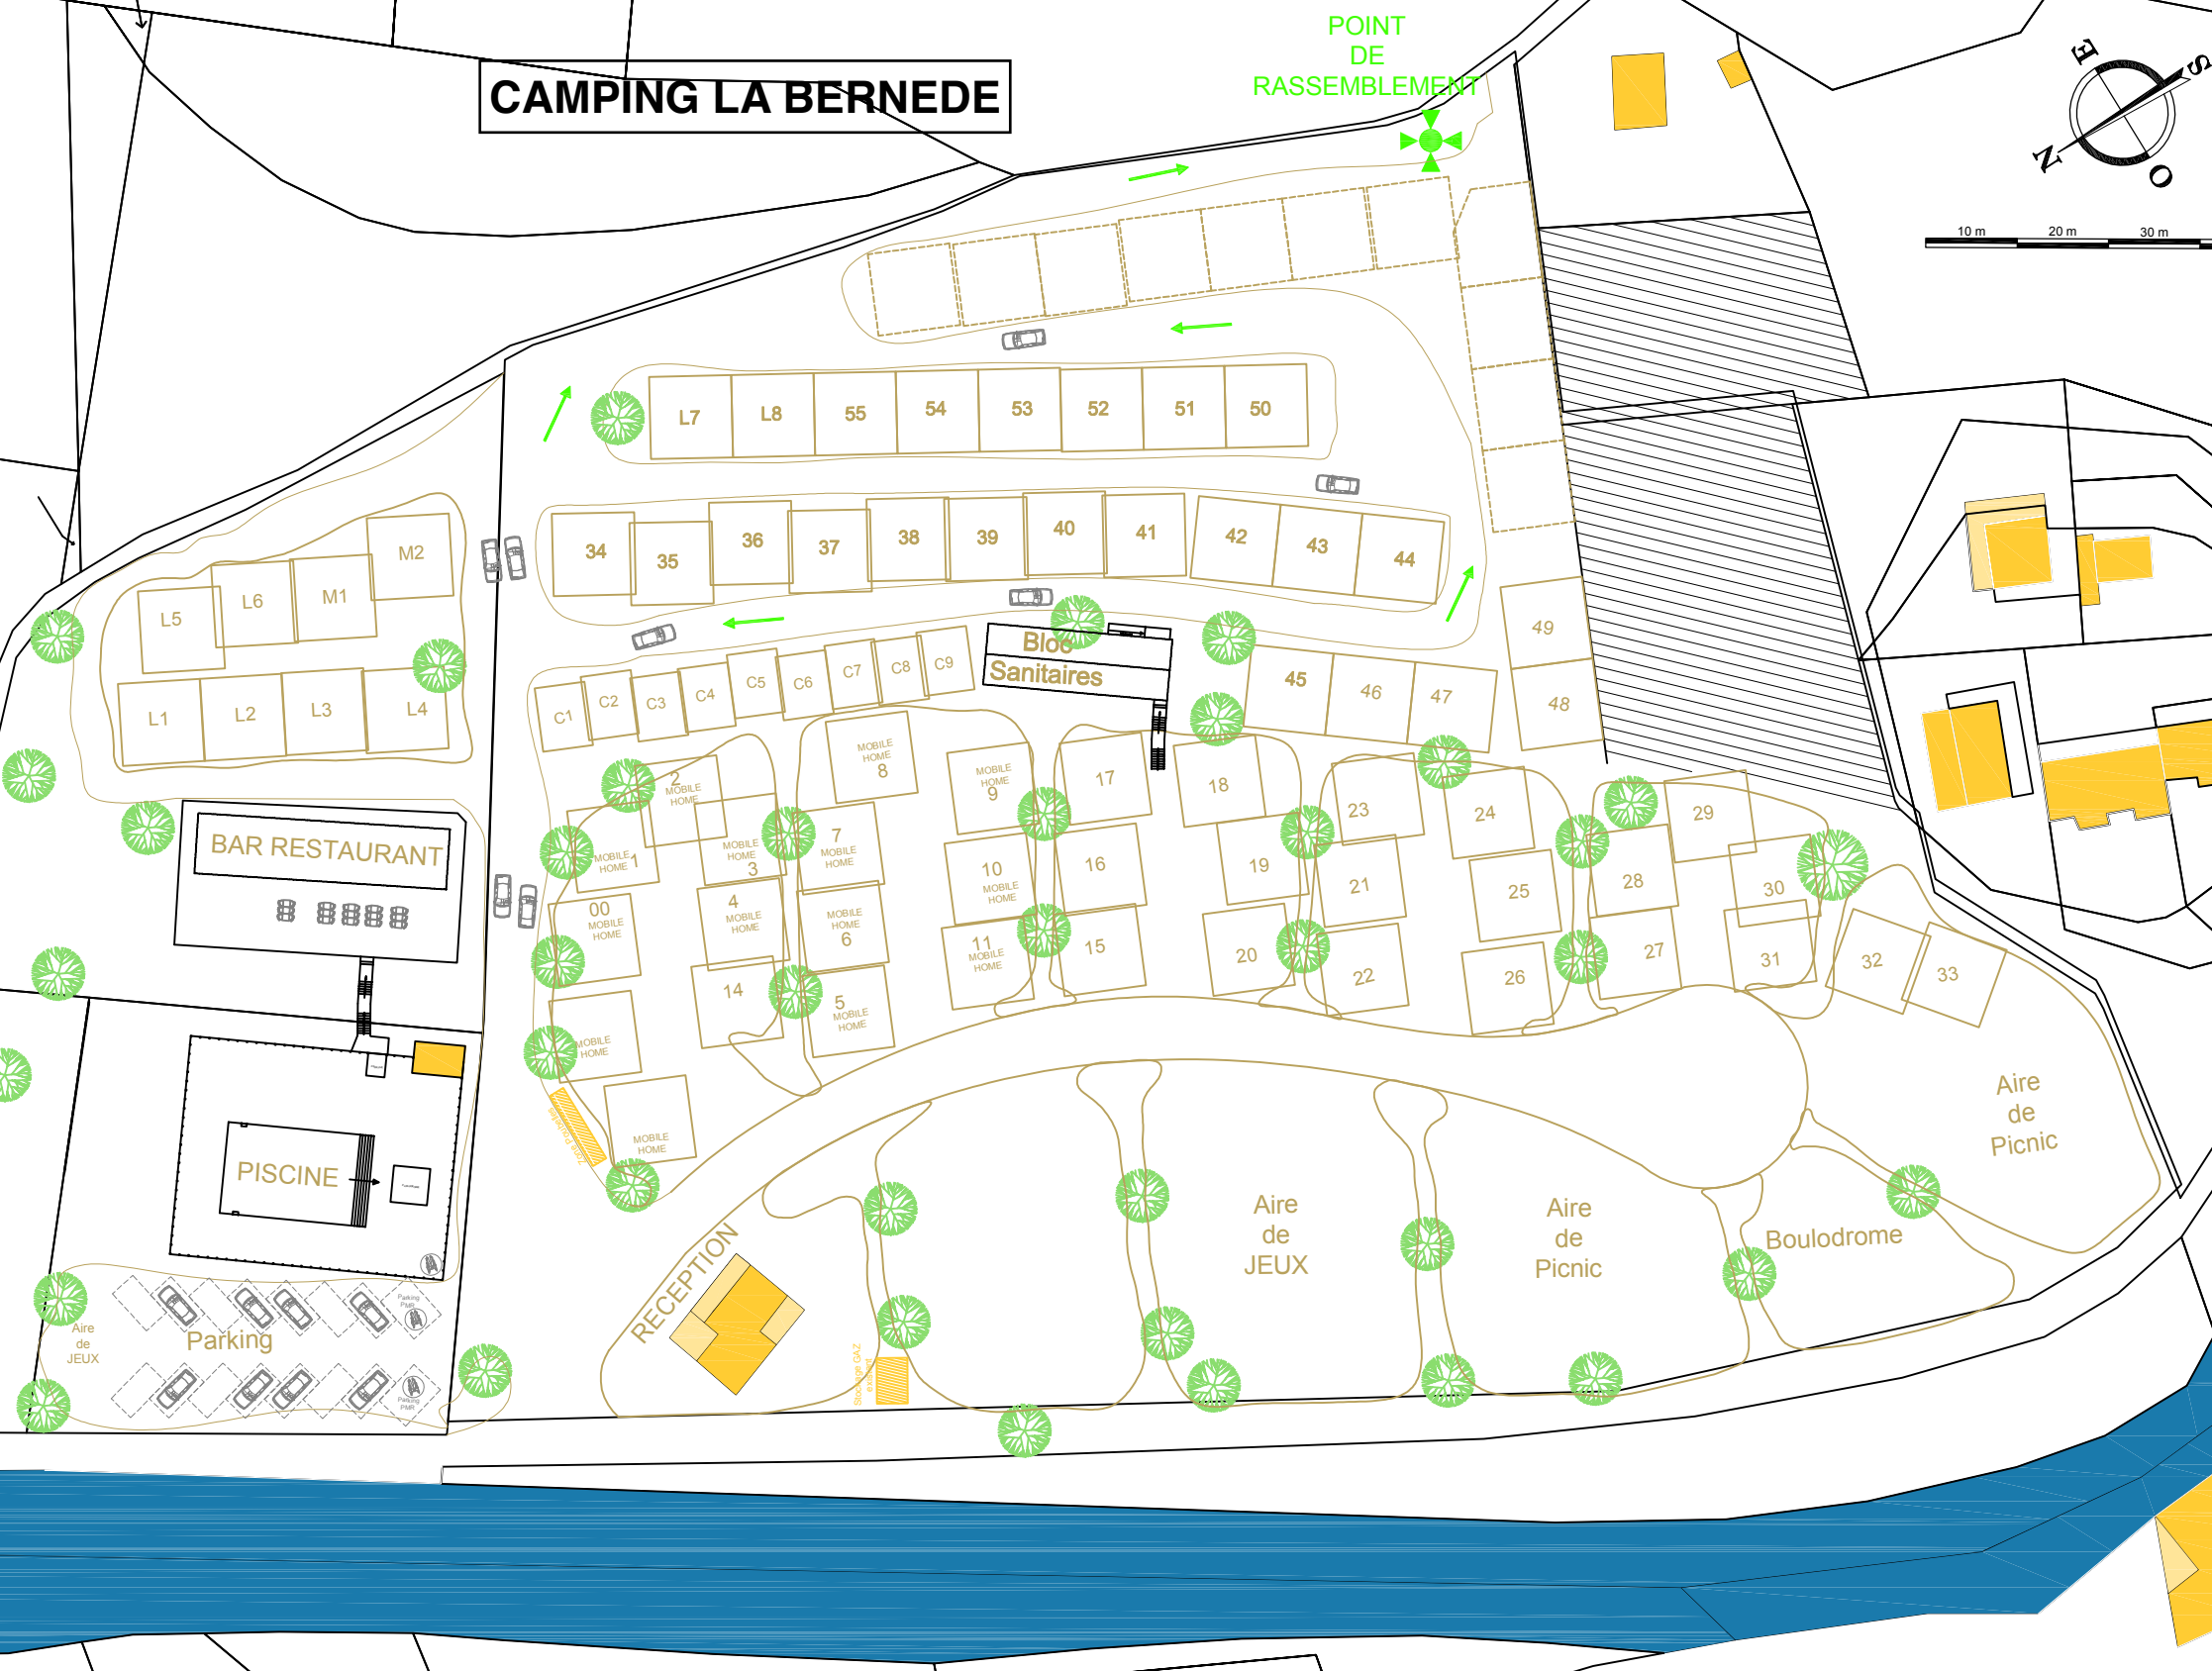 POINT
DE
RASSEMBLEMENT
CAMPING LA BERNEDE
E
S
N
O
10 m 20 m 30 m
L7 L8 55 54 53 52 51 50
34 35 36 37 38 39 40 41 42 43 44
L5 L6 M1 M2
L1 L2 L3 L4
49
48
Bloc
Sanitaires
C1 C2 C3 C4 C5 C6 C7 C8 C9
45 46 47
MOBILE
HOME
8
2
MOBILE
HOME
MOBILE
HOME
9
17
18
23
24
29
BAR RESTAURANT
MOBILE
HOME 1
MOBILE
HOME
3
7
MOBILE
HOME
10
MOBILE
HOME
16
19
21
25
28
30
00
MOBILE
HOME
4
MOBILE
HOME
MOBILE
HOME
6
11
MOBILE
HOME
15
20
22
26
27
31
32
33
14
5
MOBILE
HOME
MOBILE
HOME
MOBILE
HOME
Aire
de
Picnic
PISCINE
RECEPTION
Aire
de
JEUX
Aire
de
Picnic
Boulodrome
Parking
PMR
Aire
de
JEUX
Parking
Parking
PMR
Stockage GAZ